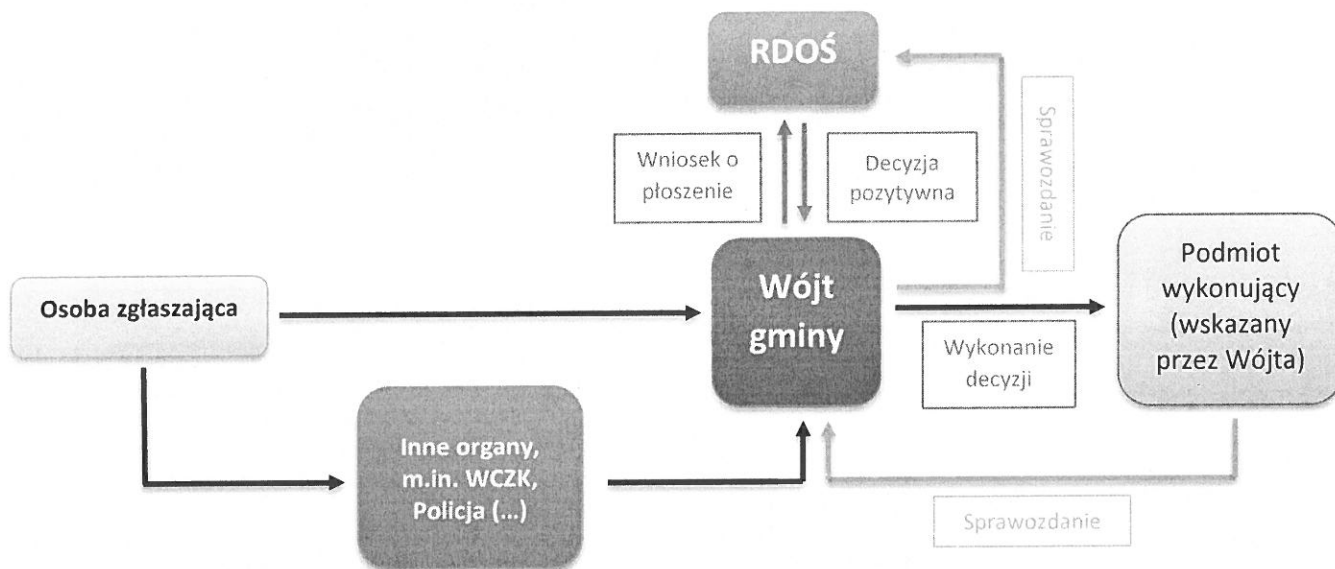 RDOŚ
Sprawozdanie
Wniosek o
płoszenie
Decyzja
pozytywna
Osoba zgłaszająca
Wójt
gminy
Wykonanie
decyzji
Podmiot
wykonujący
(wskazany
przez Wójta)
Inne organy,
m.in. WCZK,
Policja (...)
Sprawozdanie